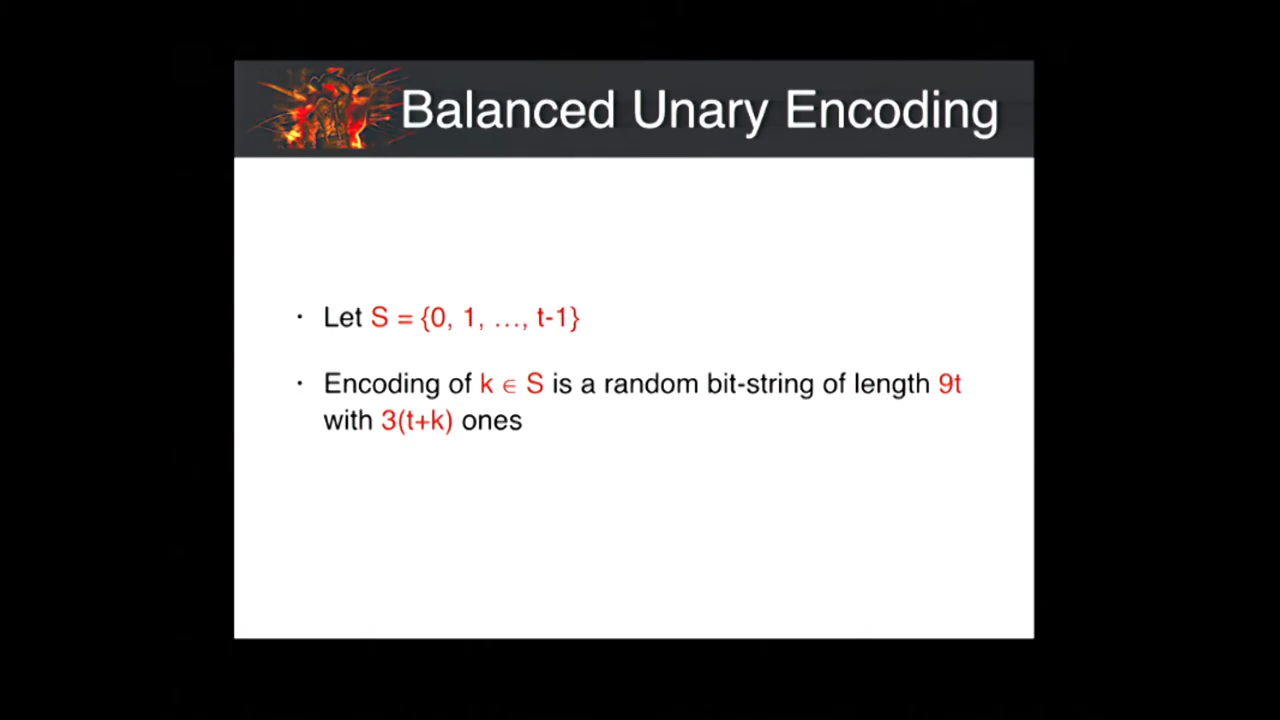 Balanced Unary Encoding
· Let S = {0, 1, …, t-1}
· Encoding of k ∈ S is a random bit-string of length 9t
with 3(t+k) ones